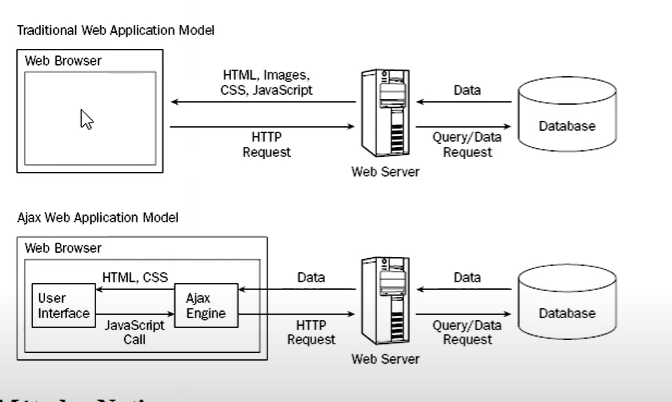 Traditional Web Application Model
Web Browser
HTML, Images,
CSS, JavaScript
HTTP
Request
Web Server
Data
Query/Data
Request
Database
Ajax Web Application Model
Web Browser
HTML, CSS
User
Interface
JavaScript
Call
Ajax
Engine
Data
HTTP
Request
Web Server
Data
Query/Data
Request
Database